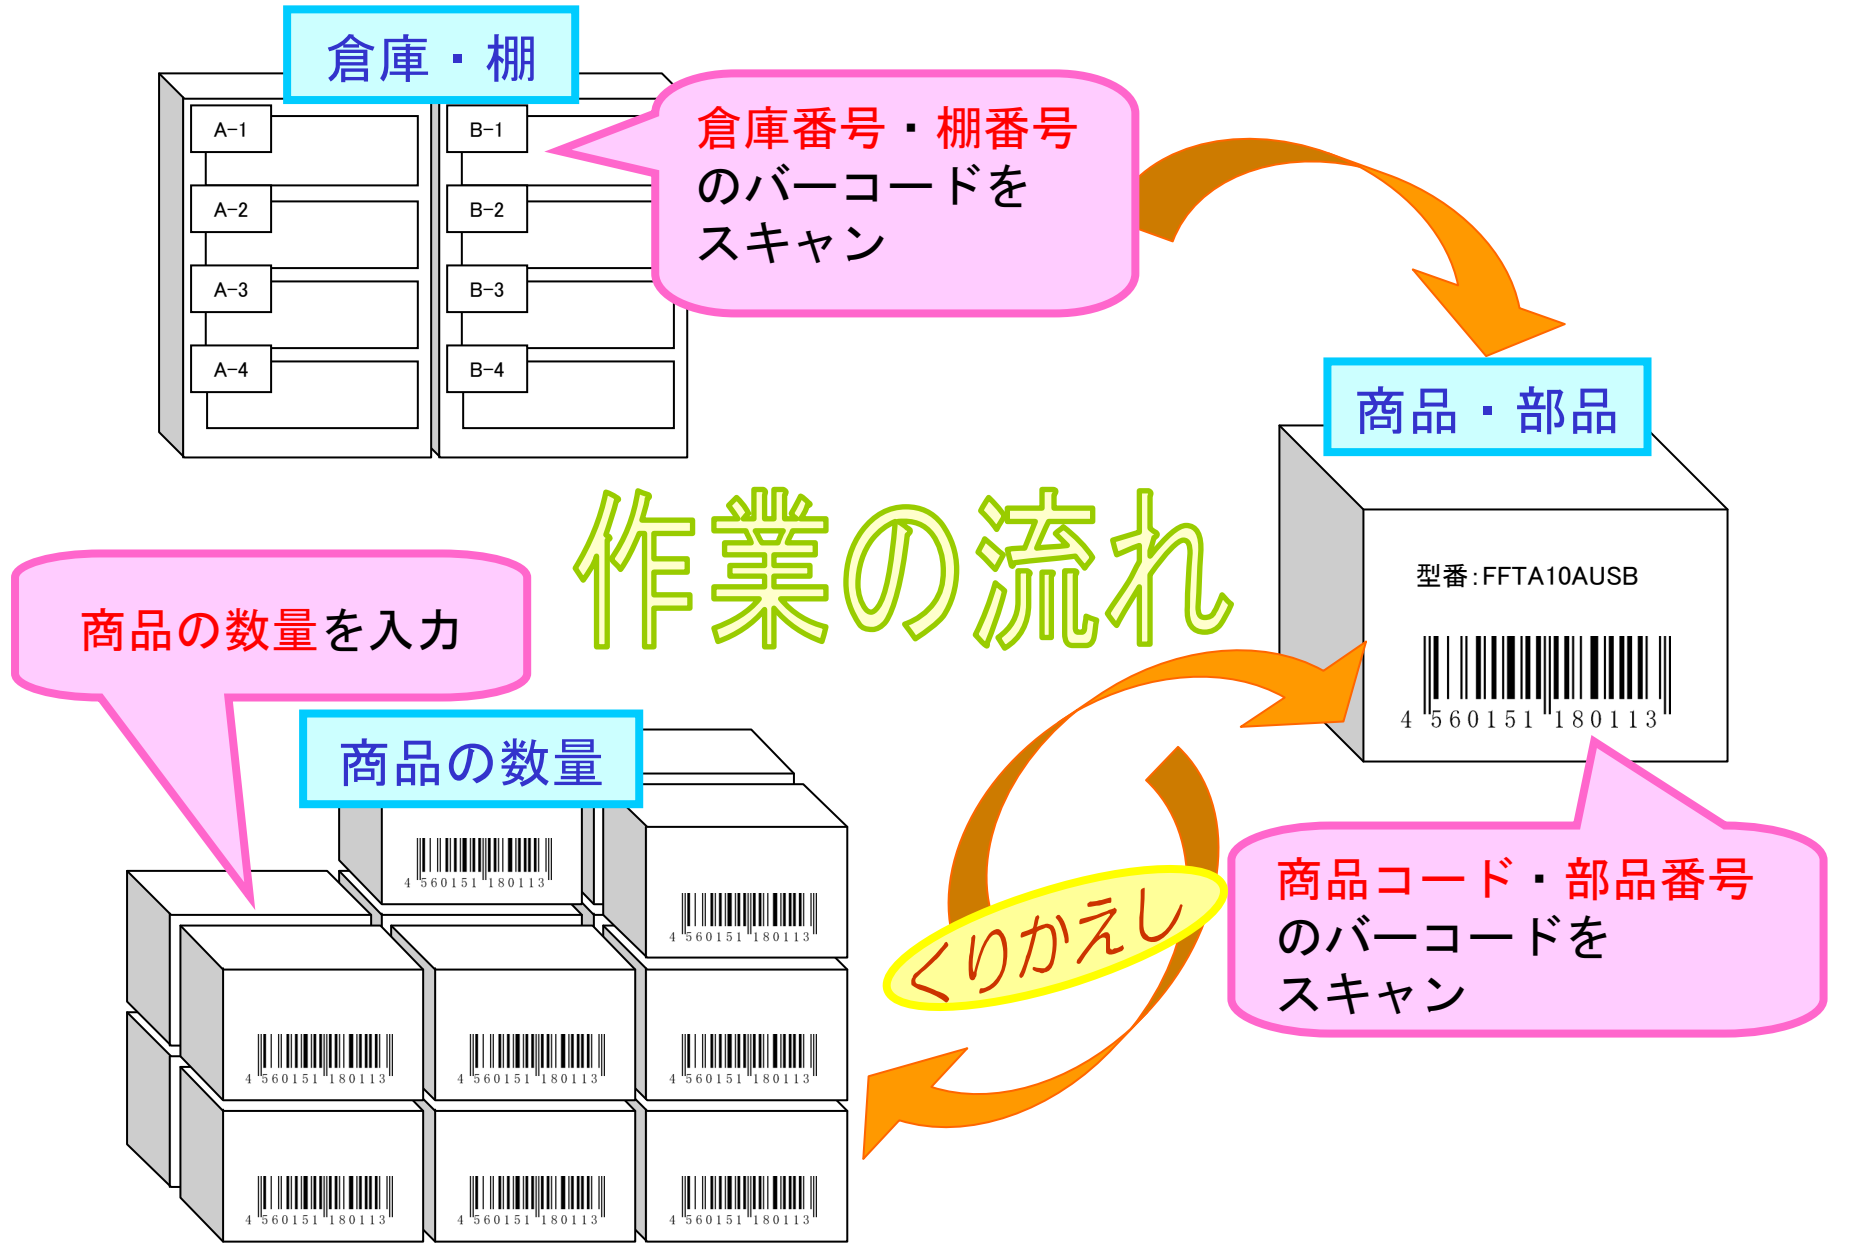 倉庫・棚
A-1
A-2
A-3
A-4
B-1
B-2
B-3
B-4
倉庫番号・棚番号
のバーコードを
スキャン
商品・部品
型番:FFTA10AUSB
4 560151 180113
商品コード・部品番号
のバーコードを
スキャン
作業の流れ
くりかえし
商品の数量を入力
商品の数量
4 560151 180113
4 560151 180113
4 560151 180113
4 560151 180113
4 560151 180113
4 560151 180113
4 560151 180113
4 560151 180113